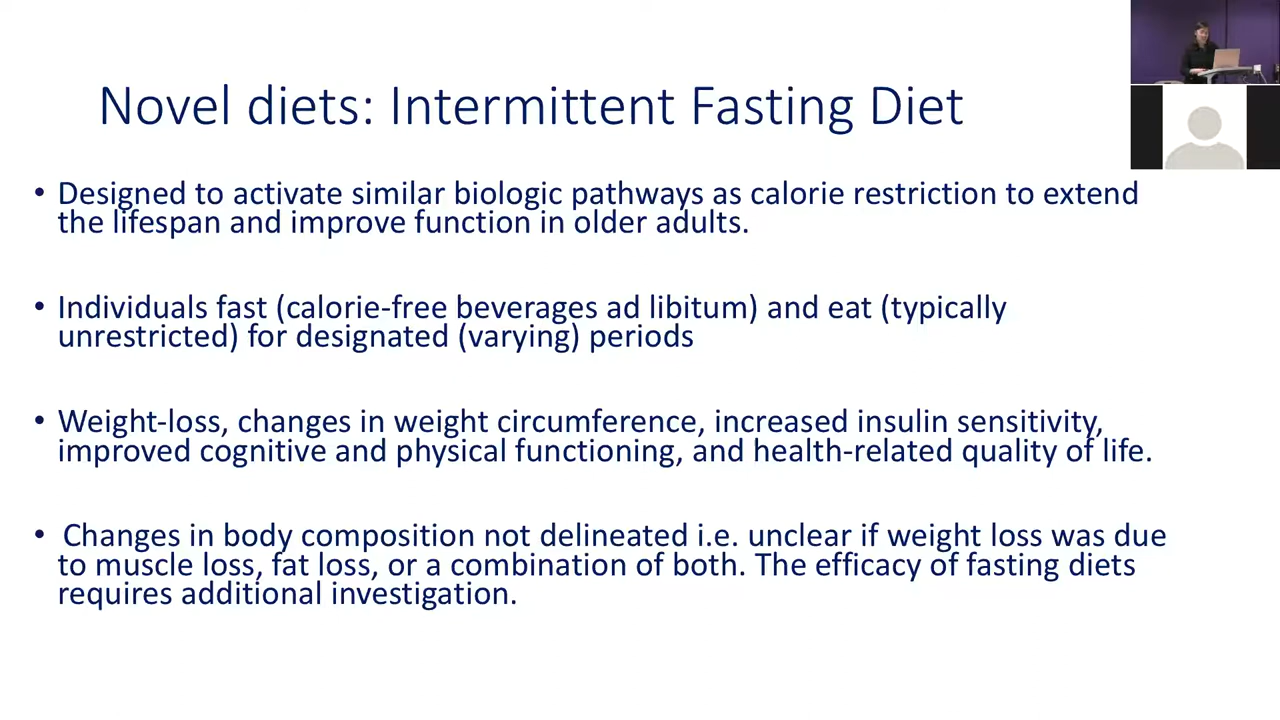 Novel diets: Intermittent Fasting Diet
• Designed to activate similar biologic pathways as calorie restriction to extend
the lifespan and improve function in older adults.
• Individuals fast (calorie-free beverages ad libitum) and eat (typically
unrestricted) for designated (varying) periods
• Weight-loss, changes in weight circumference, increased insulin sensitivity,
improved cognitive and physical functioning, and health-related quality of life.
• Changes in body composition not delineated i.e. unclear if weight loss was due
to muscle loss, fat loss, or a combination of both. The efficacy of fasting diets
requires additional investigation.